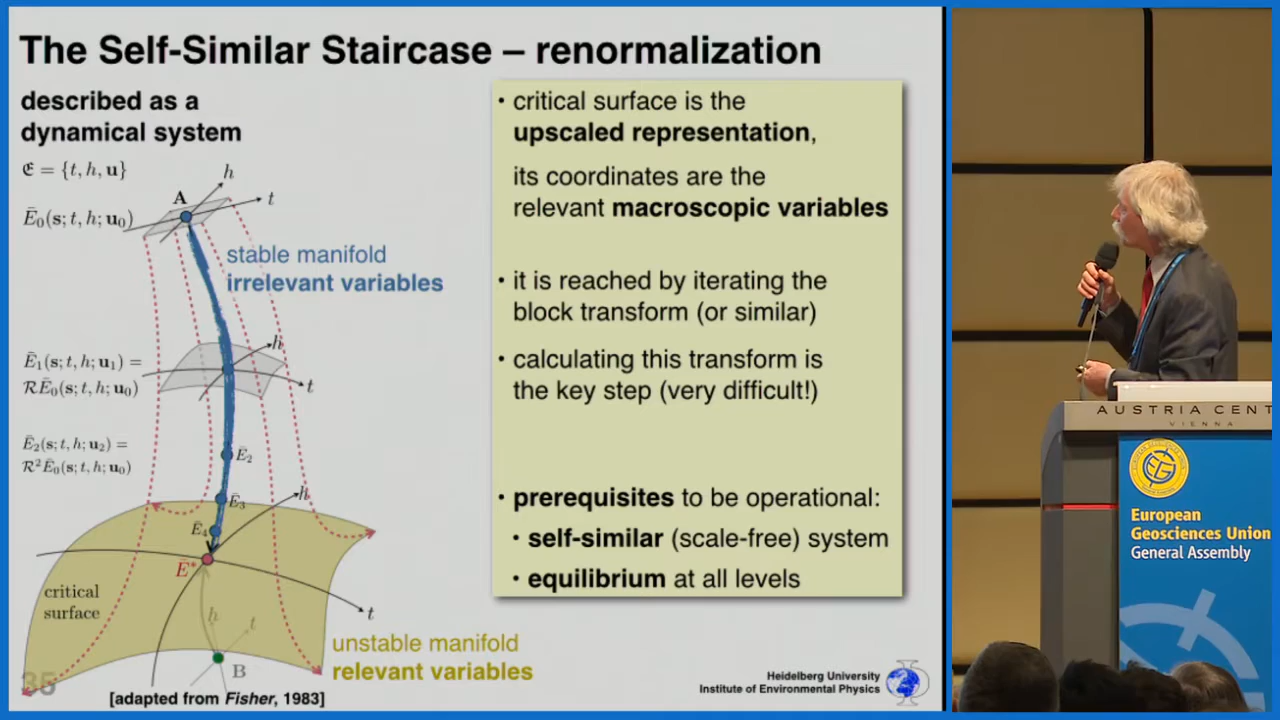 The Self-Similar Staircase – renormalization
described as a
dynamical system
𝕰 = {t, h, u}
Ē₀(s; t, h; u₀)
A
h
t
stable manifold
irrelevant variables
Ē₁(s; t, h; u₁) =
ℛĒ₀(s; t, h; u₀)
h
t
Ē₂(s; t, h; u₂) =
ℛ²Ē₀(s; t, h; u₀)
Ē₂
Ē₃
h
Ē₄
E*
critical
surface
t
h
t
B
unstable manifold
relevant variables
35
[adapted from Fisher, 1983]
• critical surface is the
upscaled representation,
its coordinates are the
relevant macroscopic variables
• it is reached by iterating the
block transform (or similar)
• calculating this transform is
the key step (very difficult!)
• prerequisites to be operational:
• self-similar (scale-free) system
• equilibrium at all levels
Heidelberg University
Institute of Environmental Physics
AUSTRIA CENT
VIENNA
EG
European
Geosciences Union
General Assembly